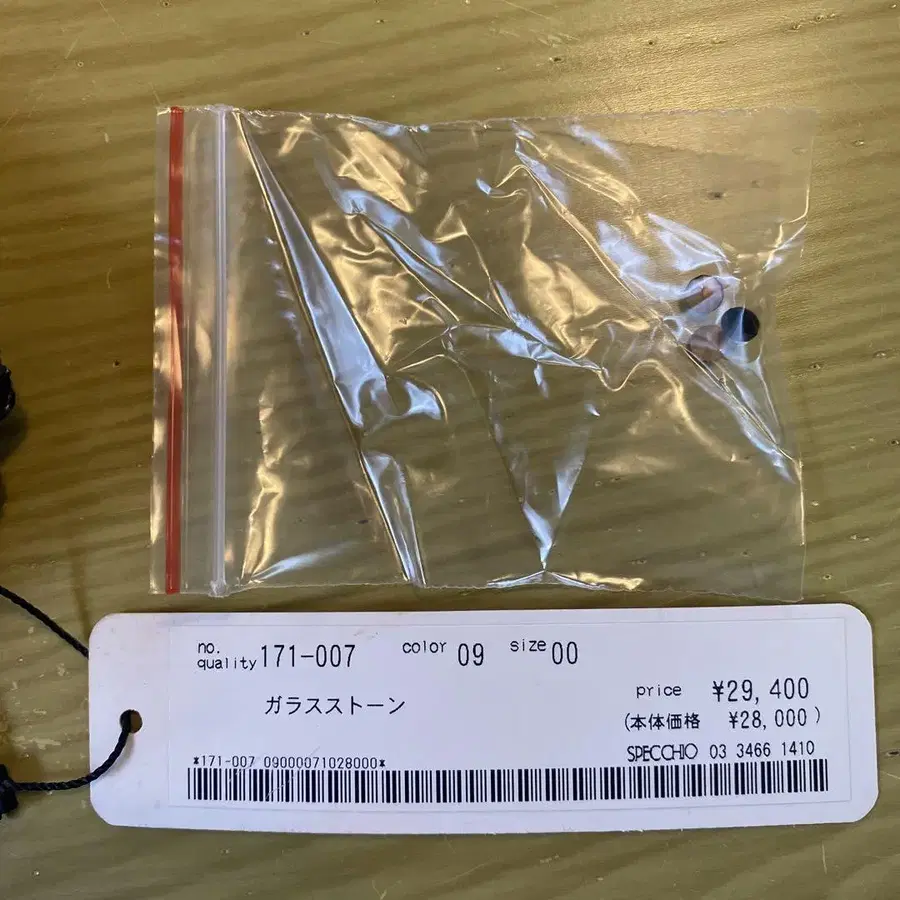 no.
quality 171-007 color 09 size 00
ガラスストーン
price ¥29,400
(本体価格 ¥28,000)
SPECCHIO 03 3466 1410
*171-007 09000071028000*